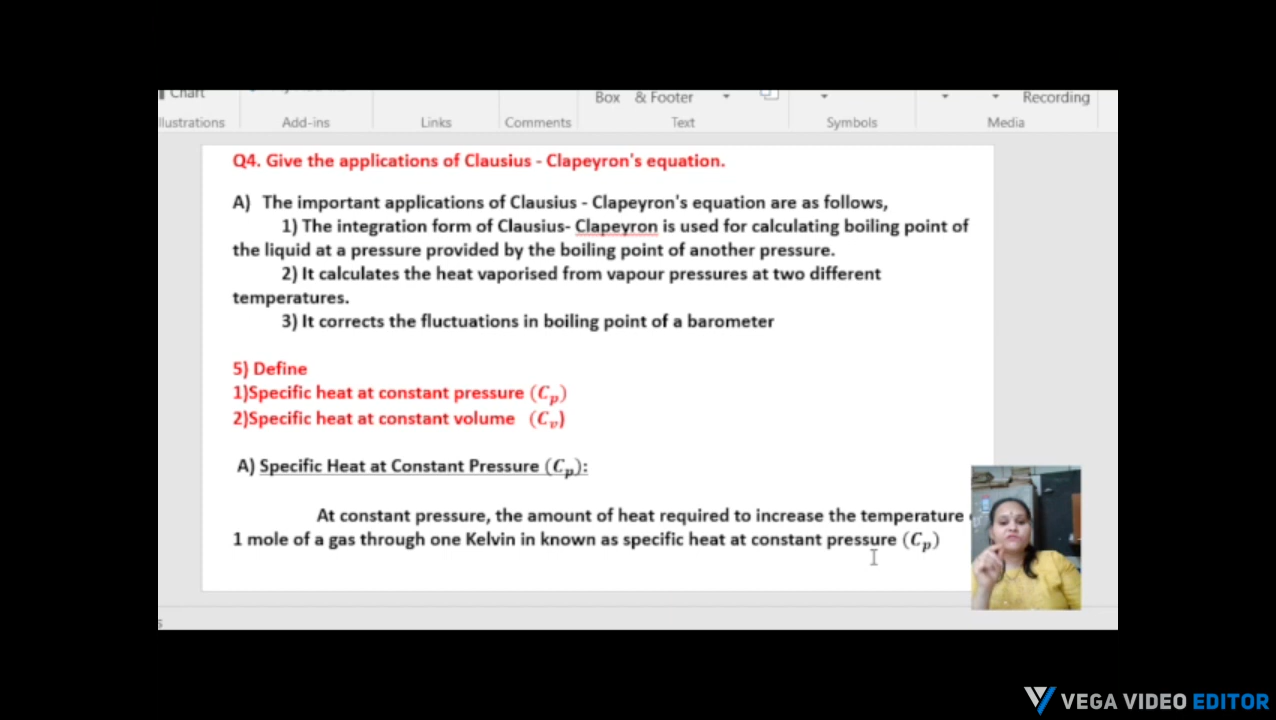 Chart
Box & Footer
Recording
lustrations Add-ins Links Comments Text Symbols Media
Q4. Give the applications of Clausius - Clapeyron's equation.
A) The important applications of Clausius - Clapeyron's equation are as follows,
1) The integration form of Clausius- Clapeyron is used for calculating boiling point of
the liquid at a pressure provided by the boiling point of another pressure.
2) It calculates the heat vaporised from vapour pressures at two different
temperatures.
3) It corrects the fluctuations in boiling point of a barometer
5) Define
1)Specific heat at constant pressure (Cp)
2)Specific heat at constant volume (Cv)
A) Specific Heat at Constant Pressure (Cp):
At constant pressure, the amount of heat required to increase the temperature
1 mole of a gas through one Kelvin in known as specific heat at constant pressure (Cp)
VEGA VIDEO EDITOR